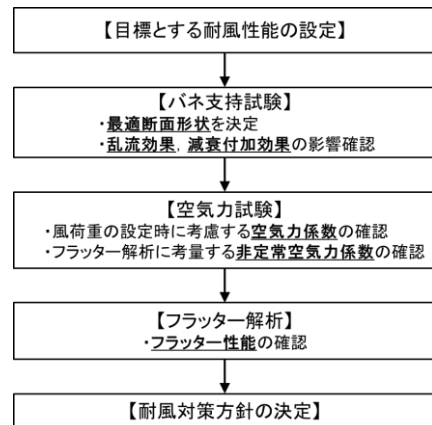 【目標とする耐風性能の設定】
【バネ支持試験】
・最適断面形状を決定
・乱流効果，減衰付加効果の影響確認
【空気力試験】
・風荷重の設定時に考慮する空気力係数の確認
・フラッター解析に考量する非定常空気力係数の確認
【フラッター解析】
・フラッター性能の確認
【耐風対策方針の決定】